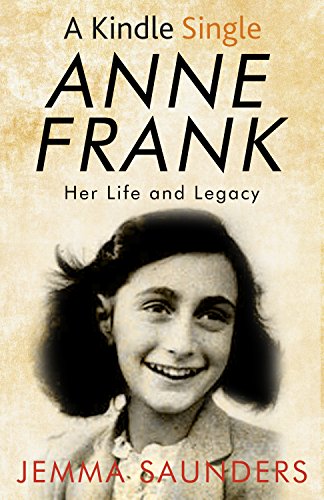 A Kindle Single
ANNE
FRANK
Her Life and Legacy
JEMMA SAUNDERS